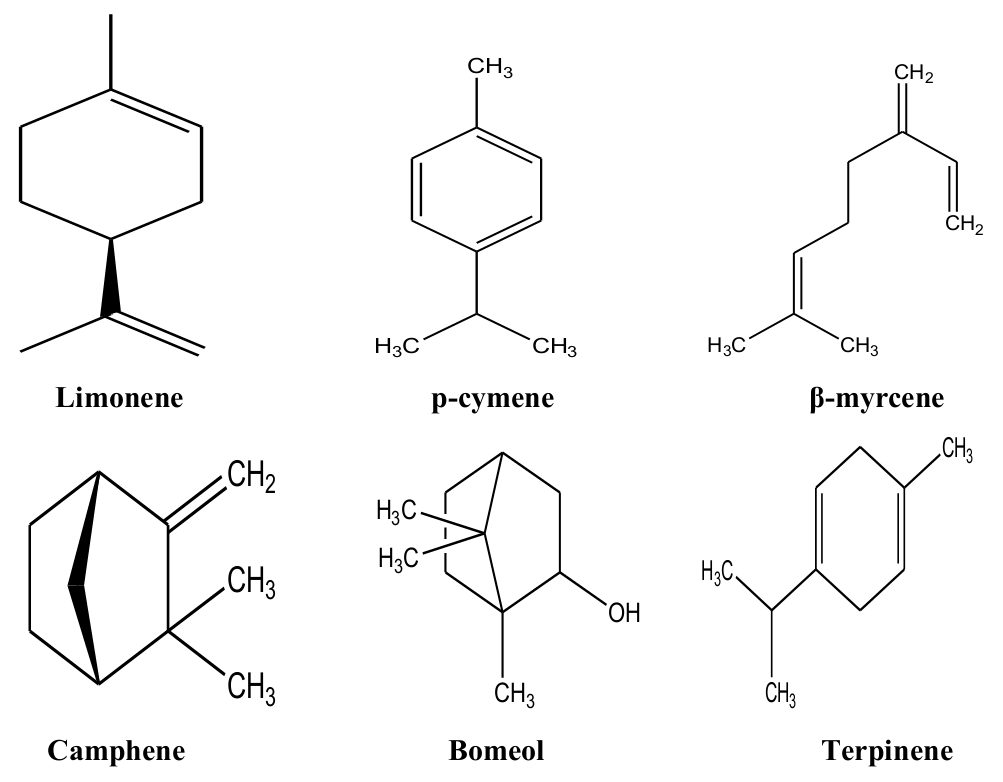 CH3
H3C
CH3
CH2
CH2
H3C
CH3
Limonene
p-cymene
β-myrcene
CH2
CH3
CH3
H3C
H3C
OH
CH3
CH3
H3C
CH3
Camphene
Bomeol
Terpinene